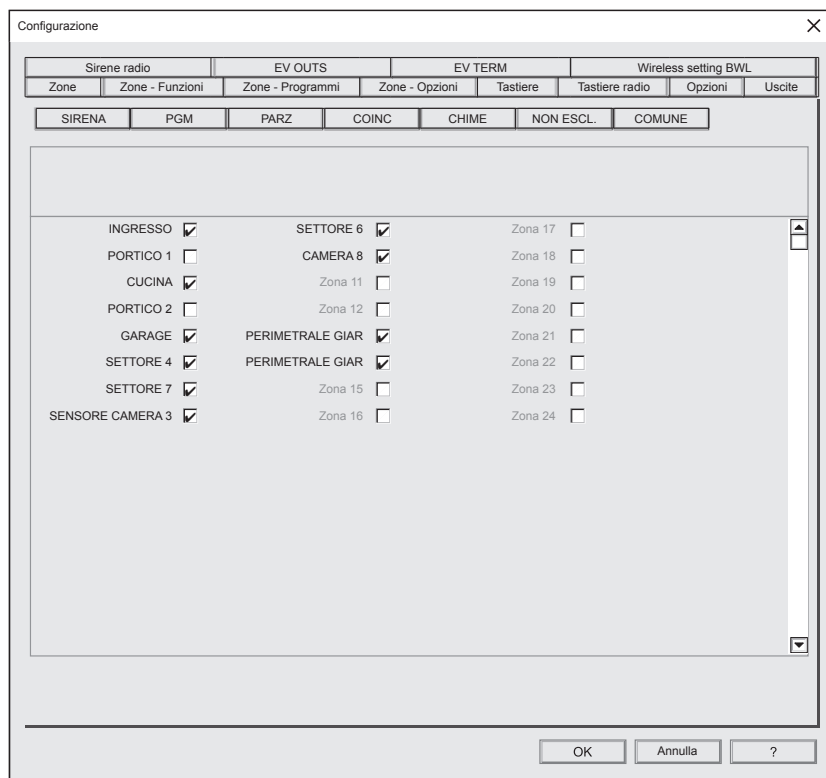 Configurazione
Sirene radio EV OUTS EV TERM Wireless setting BWL
Zone Zone - Funzioni Zone - Programmi Zone - Opzioni Tastiere Tastiere radio Opzioni Uscite
SIRENA PGM PARZ COINC CHIME NON ESCL. COMUNE
INGRESSO SETTORE 6 Zona 17
PORTICO 1 CAMERA 8 Zona 18
CUCINA Zona 11 Zona 19
PORTICO 2 Zona 12 Zona 20
GARAGE PERIMETRALE GIAR Zona 21
SETTORE 4 PERIMETRALE GIAR Zona 22
SETTORE 7 Zona 15 Zona 23
SENSORE CAMERA 3 Zona 16 Zona 24
OK Annulla ?